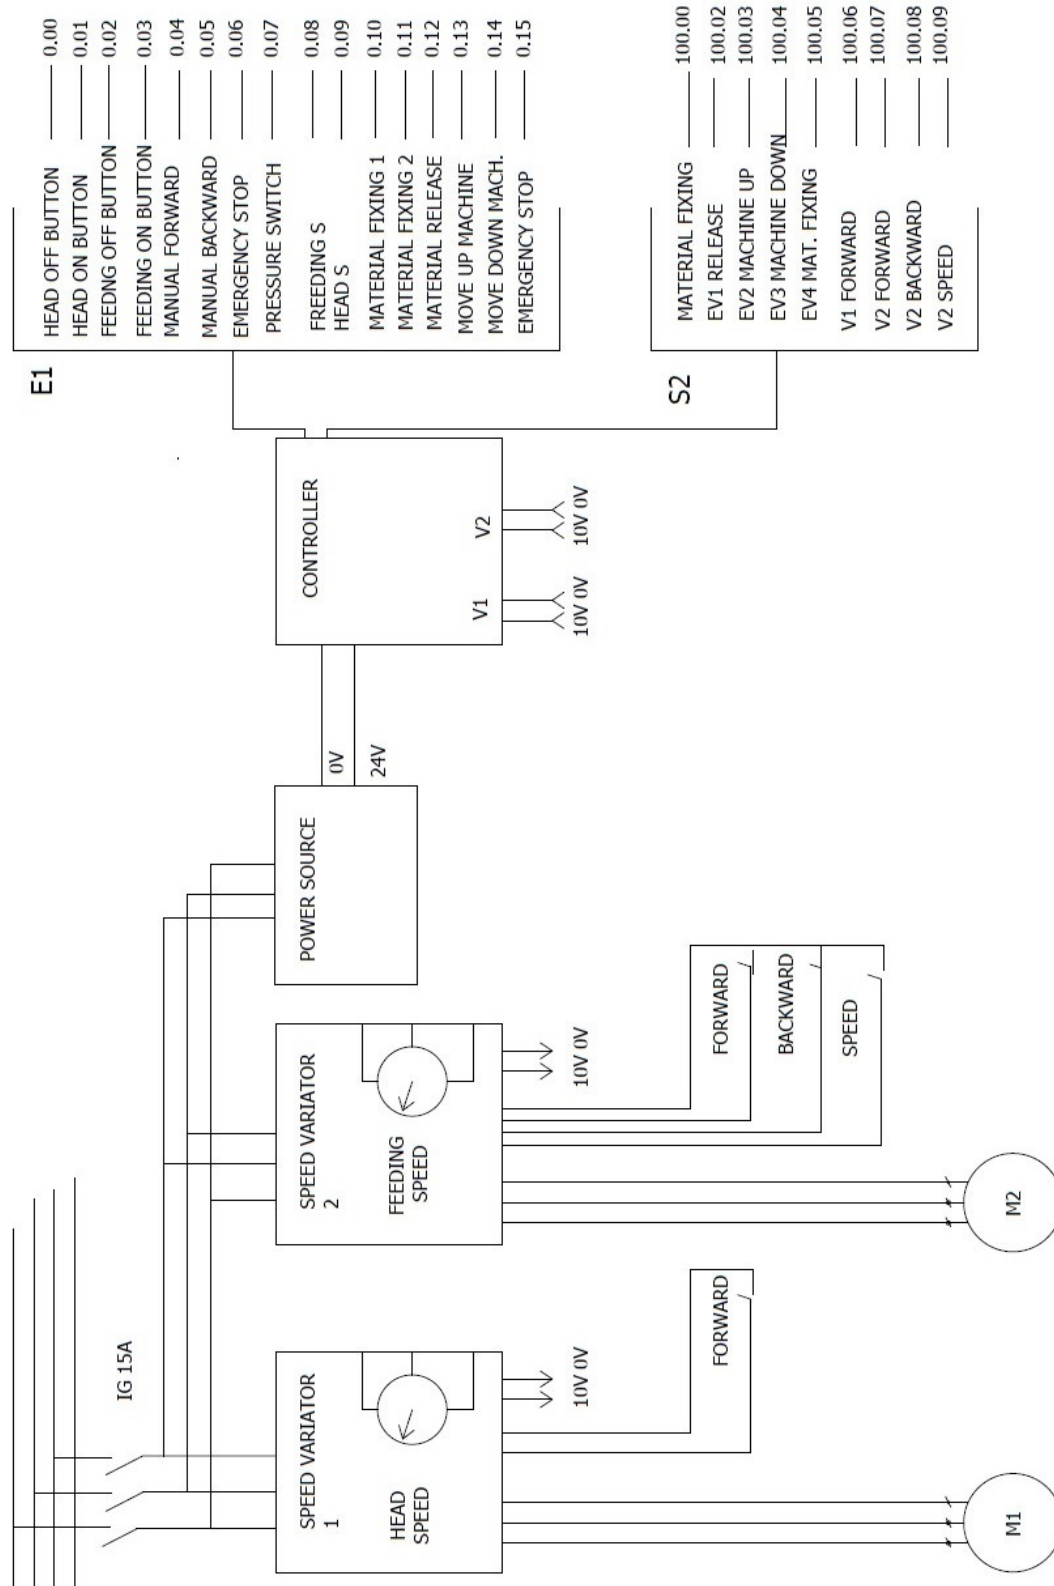 E1
HEAD OFF BUTTON 0.00
HEAD ON BUTTON 0.01
FEEDNG OFF BUTTON 0.02
FEEDING ON BUTTON 0.03
MANUAL FORWARD 0.04
MANUAL BACKWARD 0.05
EMERGENCY STOP 0.06
PRESSURE SWITCH 0.07
FREEDING S 0.08
HEAD S 0.09
MATERIAL FIXING 1 0.10
MATERIAL FIXING 2 0.11
MATERIAL RELEASE 0.12
MOVE UP MACHINE 0.13
MOVE DOWN MACH. 0.14
EMERGENCY STOP 0.15
S2
MATERIAL FIXING 100.00
EV1 RELEASE 100.02
EV2 MACHINE UP 100.03
EV3 MACHINE DOWN 100.04
EV4 MAT. FIXING 100.05
V1 FORWARD 100.06
V2 FORWARD 100.07
V2 BACKWARD 100.08
V2 SPEED 100.09
CONTROLLER
V1
V2
10V 0V
10V 0V
0V
24V
POWER SOURCE
IG 15A
SPEED VARIATOR
2
FEEDING
SPEED
10V 0V
FORWARD
BACKWARD
SPEED
M2
SPEED VARIATOR
1
HEAD
SPEED
10V 0V
FORWARD
M1